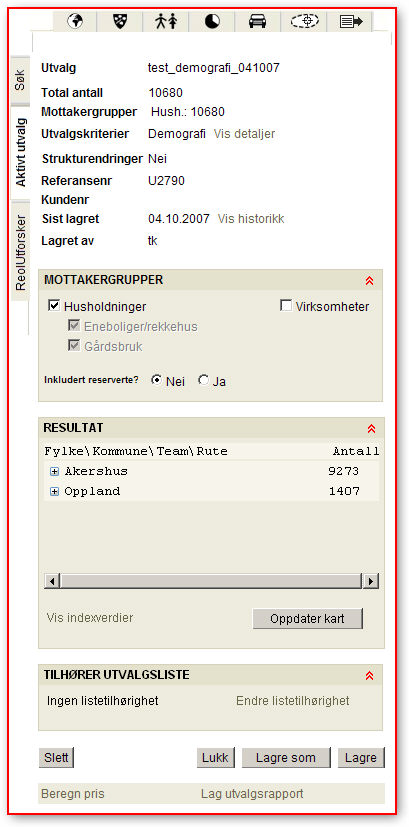 Søk
Aktivt utvalg
ReolUtforsker
Utvalg test_demografi_041007
Total antall 10680
Mottakergrupper Hush.: 10680
Utvalgskriterier Demografi Vis detaljer
Strukturendringer Nei
Referansenr U2790
Kundenr
Sist lagret 04.10.2007 Vis historikk
Lagret av tk
MOTTAKERGRUPPER
Husholdninger Virksomheter
Eneboliger/rekkehus
Gårdsbruk
Inkludert reserverte? Nei Ja
RESULTAT
Fylke\Kommune\Team\Rute Antall
Akershus 9273
Oppland 1407
Vis indexverdier Oppdater kart
TILHØRER UTVALGSLISTE
Ingen listetilhørighet Endre listetilhørighet
Slett Lukk Lagre som Lagre
Beregn pris Lag utvalgsrapport